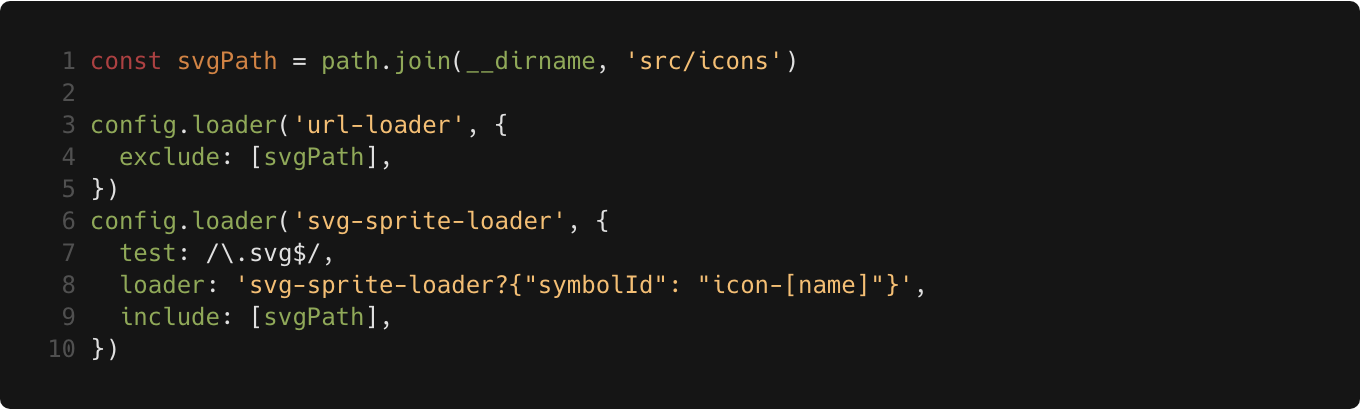 1 const svgPath = path.join(__dirname, 'src/icons')
2
3 config.loader('url-loader', {
4   exclude: [svgPath],
5 })
6 config.loader('svg-sprite-loader', {
7   test: /\.svg$/,
8   loader: 'svg-sprite-loader?{"symbolId": "icon-[name]"}',
9   include: [svgPath],
10 })